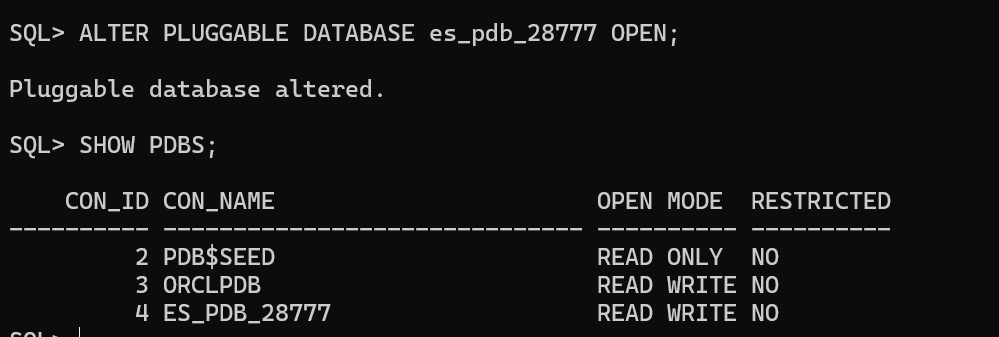 SQL> ALTER PLUGGABLE DATABASE es_pdb_28777 OPEN;
Pluggable database altered.
SQL> SHOW PDBS;
    CON_ID CON_NAME                       OPEN MODE  RESTRICTED
---------- ------------------------------ ---------- ----------
         2 PDB$SEED                       READ ONLY  NO
         3 ORCLPDB                        READ WRITE NO
         4 ES_PDB_28777                   READ WRITE NO
SQL>